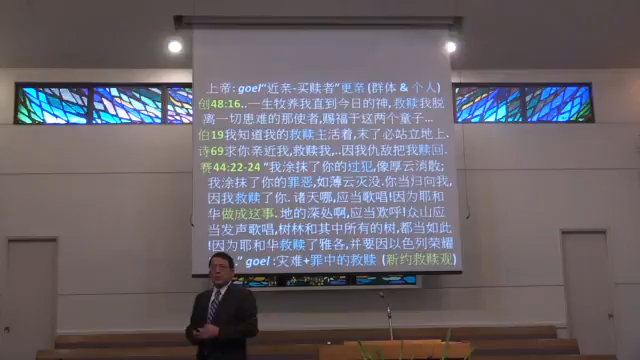 上帝: goel“近亲-买赎者”更亲 (群体 & 个人)
创48:16..一生牧养我直到今日的神, 救赎我脱
离一切患难的那使者,赐福于这两个童子...
伯19我知道我的救赎主活着,末了必站立地上.
诗69求你亲近我,救赎我,..因我仇敌把我赎回.
赛44:22-24 “我涂抹了你的过犯,像厚云消散;
我涂抹了你的罪恶,如薄云灭没.你当归向我,
因我救赎了你. 诸天哪,应当歌唱!因为耶和
华做成这事. 地的深处啊,应当欢呼!众山应
当发声歌唱,树林和其中所有的树,都当如此
!因为耶和华救赎了雅各,并要因以色列荣耀
” goel :灾难+罪中的救赎 (新约救赎观)